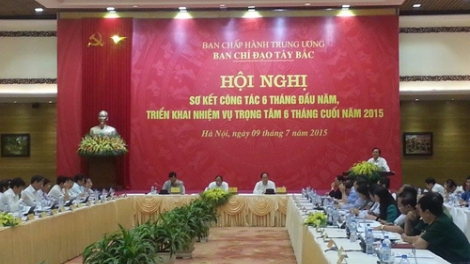 BAN CHẤP HÀNH TRUNG ƯƠNG
BAN CHỈ ĐẠO TÂY BẮC
HỘI NGHỊ
SƠ KẾT CÔNG TÁC 6 THÁNG ĐẦU NĂM,
TRIỂN KHAI NHIỆM VỤ TRỌNG TÂM 6 THÁNG CUỐI NĂM 2015
Hà Nội, ngày 09 tháng 7 năm 2015